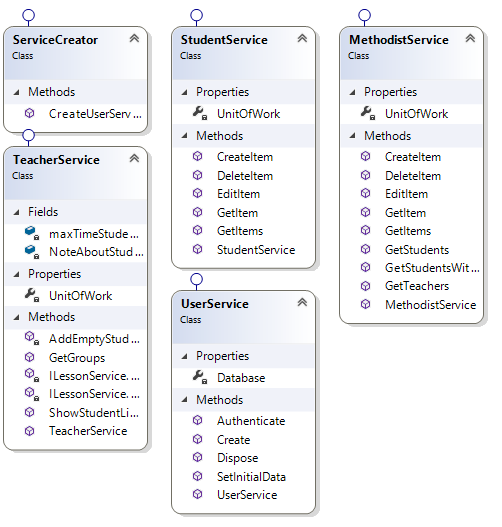 ServiceCreator
Class
Methods
CreateUserServ...
TeacherService
Class
Fields
maxTimeStude...
NoteAboutStud...
Properties
UnitOfWork
Methods
AddEmptyStud...
GetGroups
ILessonService....
ILessonService....
ShowStudentLi...
TeacherService
StudentService
Class
Properties
UnitOfWork
Methods
CreateItem
DeleteItem
EditItem
GetItem
GetItems
StudentService
UserService
Class
Properties
Database
Methods
Authenticate
Create
Dispose
SetInitialData
UserService
MethodistService
Class
Properties
UnitOfWork
Methods
CreateItem
DeleteItem
EditItem
GetItem
GetItems
GetStudents
GetStudentsWit...
GetTeachers
MethodistService